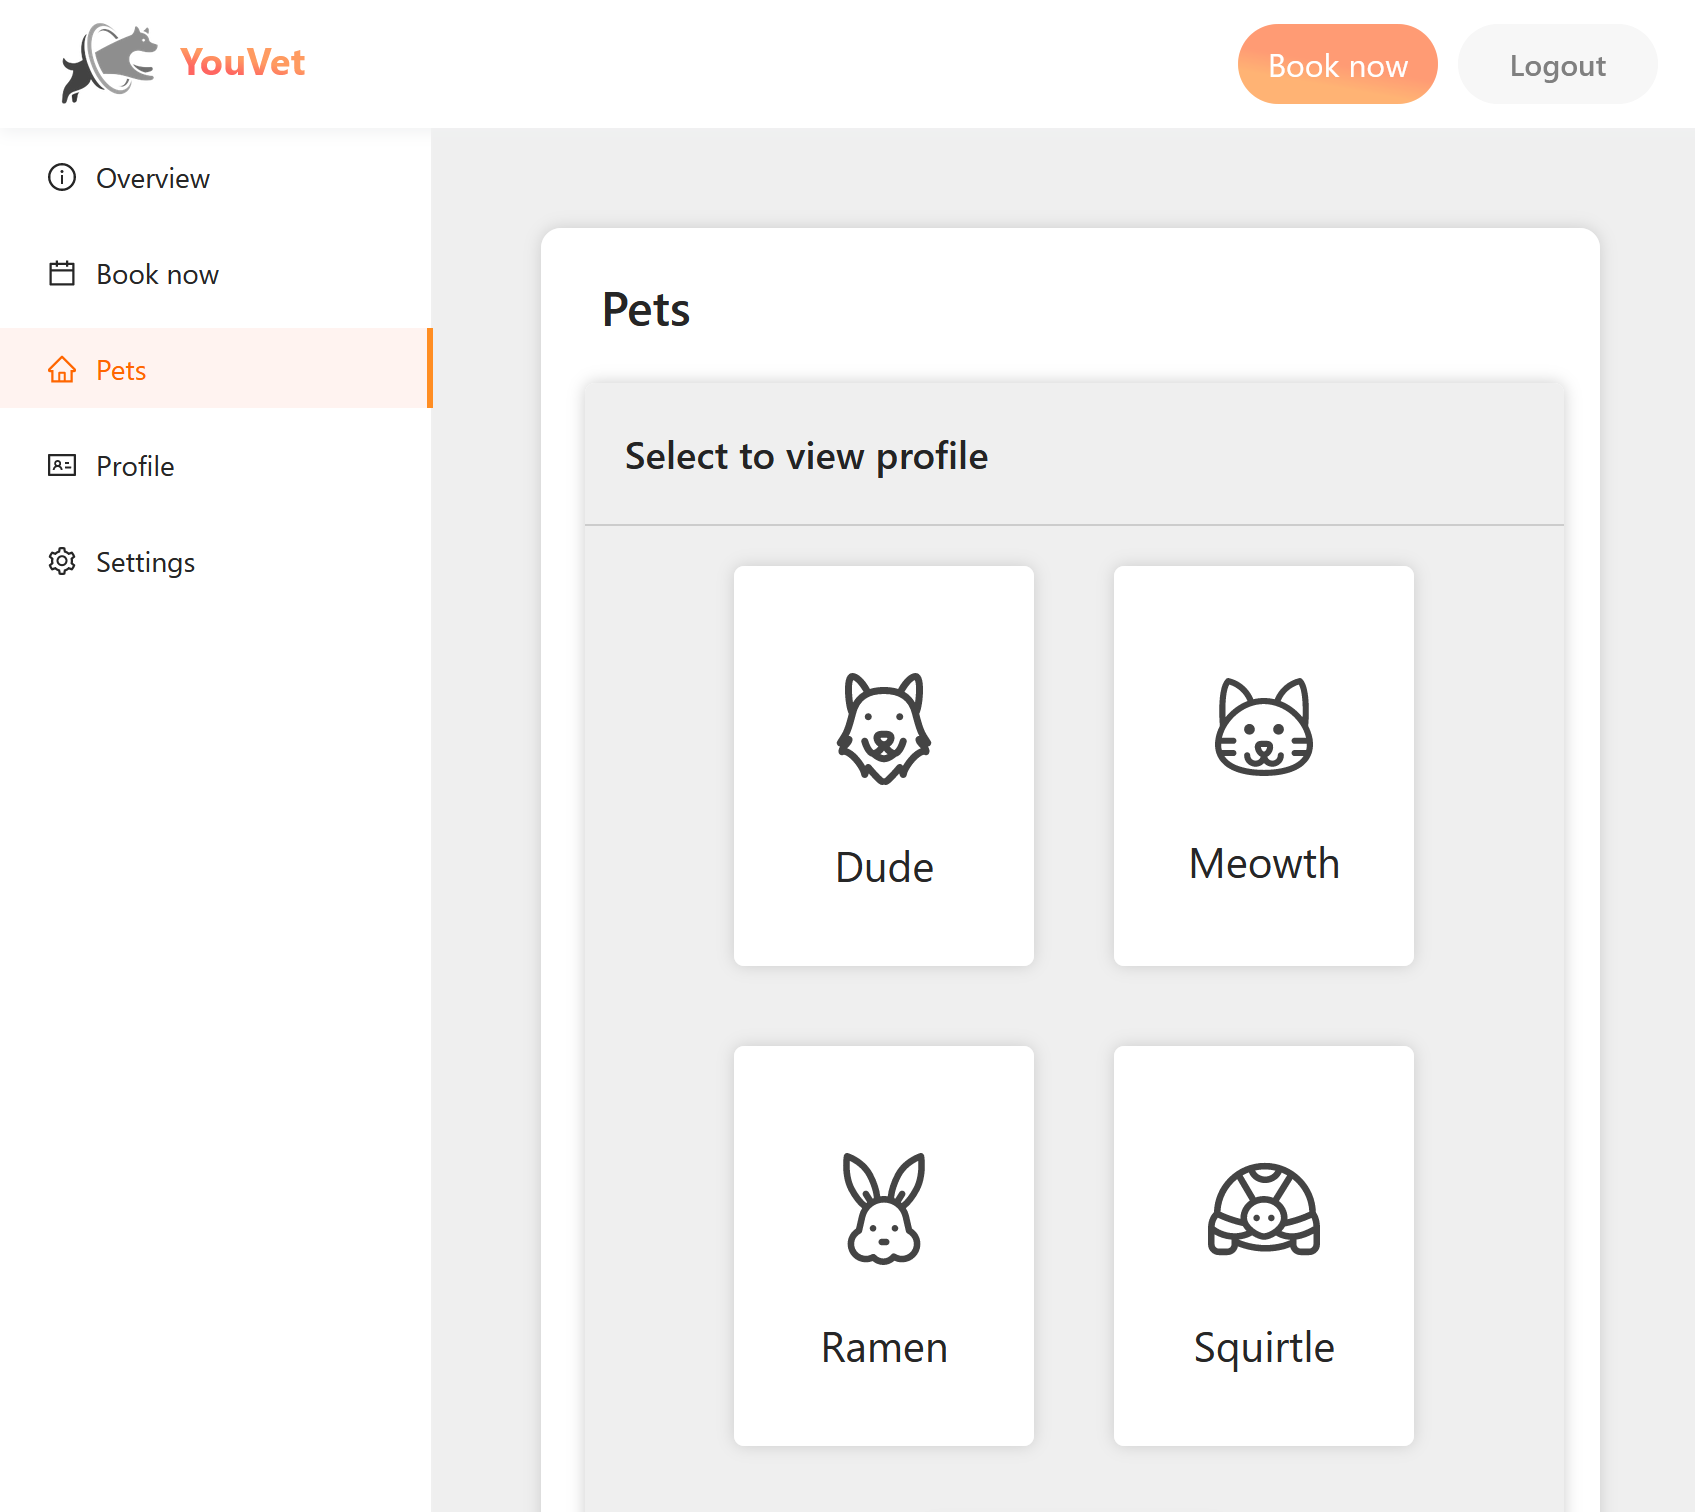 YouVet
Book now
Logout
Overview
Book now
Pets
Profile
Settings
Pets
Select to view profile
Dude
Meowth
Ramen
Squirtle